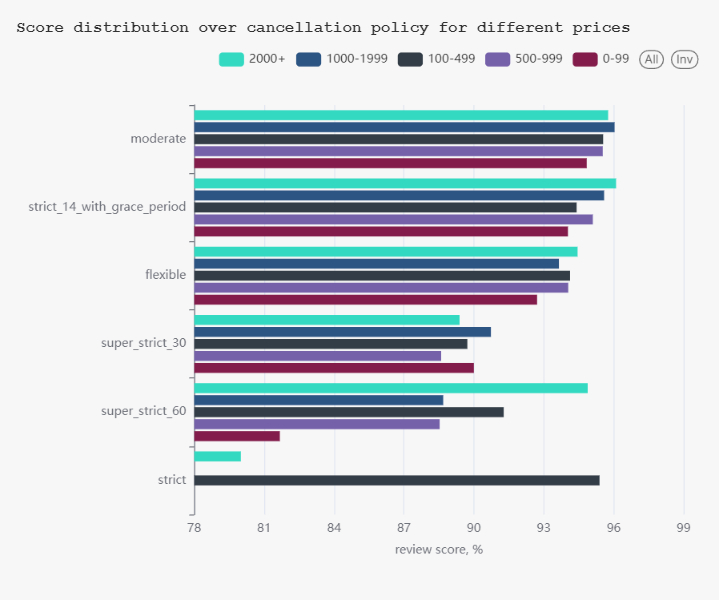 Score distribution over cancellation policy for different prices
2000+ 1000-1999 100-499 500-999 0-99 All Inv
moderate
strict_14_with_grace_period
flexible
super_strict_30
super_strict_60
strict
78 81 84 87 90 93 96 99
review score, %